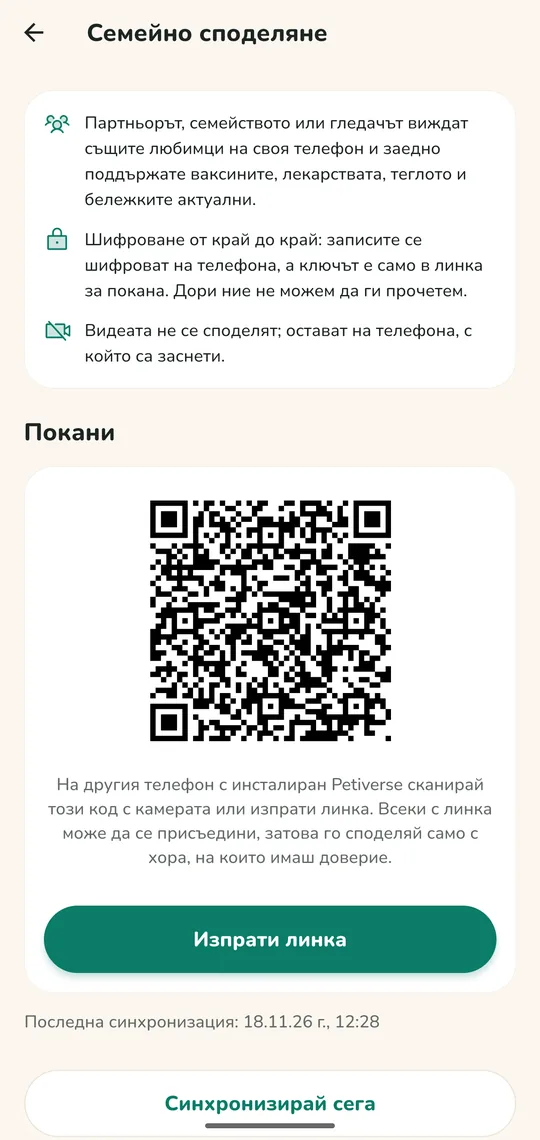 Семейно споделяне
Партньорът, семейството или гледачът виждат
същите любимци на своя телефон и заедно
поддържате ваксините, лекарствата, теглото и
бележките актуални.
Шифроване от край до край: записите се
шифроват на телефона, а ключът е само в линка
за покана. Дори ние не можем да ги прочетем.
Видеата не се споделят; остават на телефона, с
който са заснети.
Покани
На другия телефон с инсталиран Petiverse сканирай
този код с камерата или изпрати линка. Всеки с линка
може да се присъедини, затова го споделяй само с
хора, на които имаш доверие.
Изпрати линка
Последна синхронизация: 18.11.26 г., 12:28
Синхронизирай сега